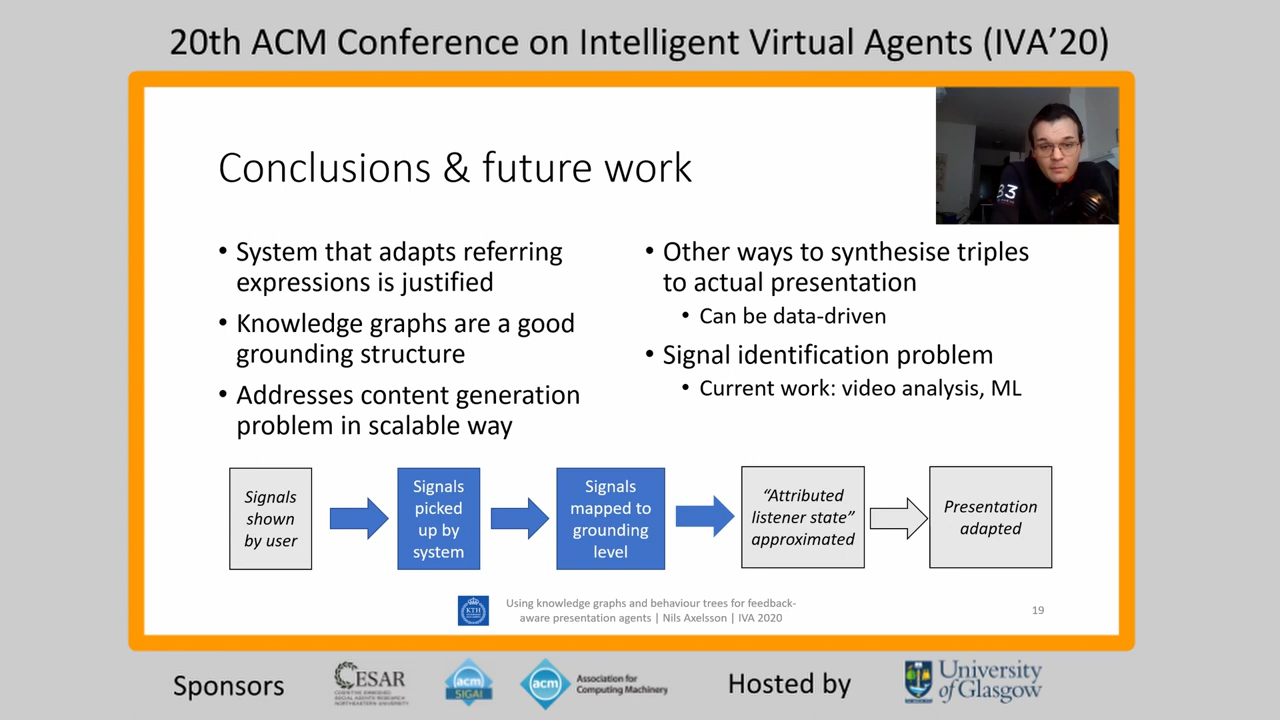 20th ACM Conference on Intelligent Virtual Agents (IVA’20)
Conclusions & future work
• System that adapts referring
expressions is justified
• Knowledge graphs are a good
grounding structure
• Addresses content generation
problem in scalable way
• Other ways to synthesise triples
to actual presentation
• Can be data-driven
• Signal identification problem
• Current work: video analysis, ML
Signals
shown
by user
Signals
picked
up by
system
Signals
mapped to
grounding
level
“Attributed
listener state”
approximated
Presentation
adapted
KTH
Using knowledge graphs and behaviour trees for feedback-
aware presentation agents | Nils Axelsson | IVA 2020
19
Sponsors
CESAR
COGNITIVE EMBODIED
SOCIAL AGENTS RESEARCH
NORTHEASTERN UNIVERSITY
acm
SIGAI
acm
Association for
Computing Machinery
Hosted by
University
of Glasgow